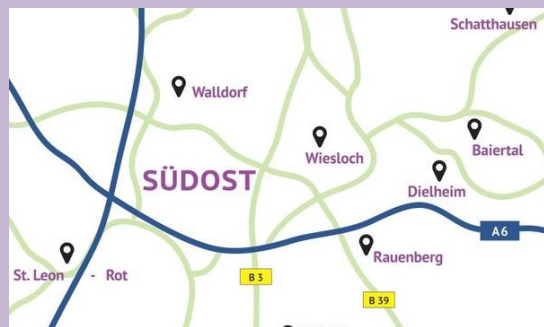 Schatthausen
Walldorf
Wiesloch
Baiertal
SÜDOST
Dielheim
A6
Rauenberg
St. Leon - Rot
B 3
B 39